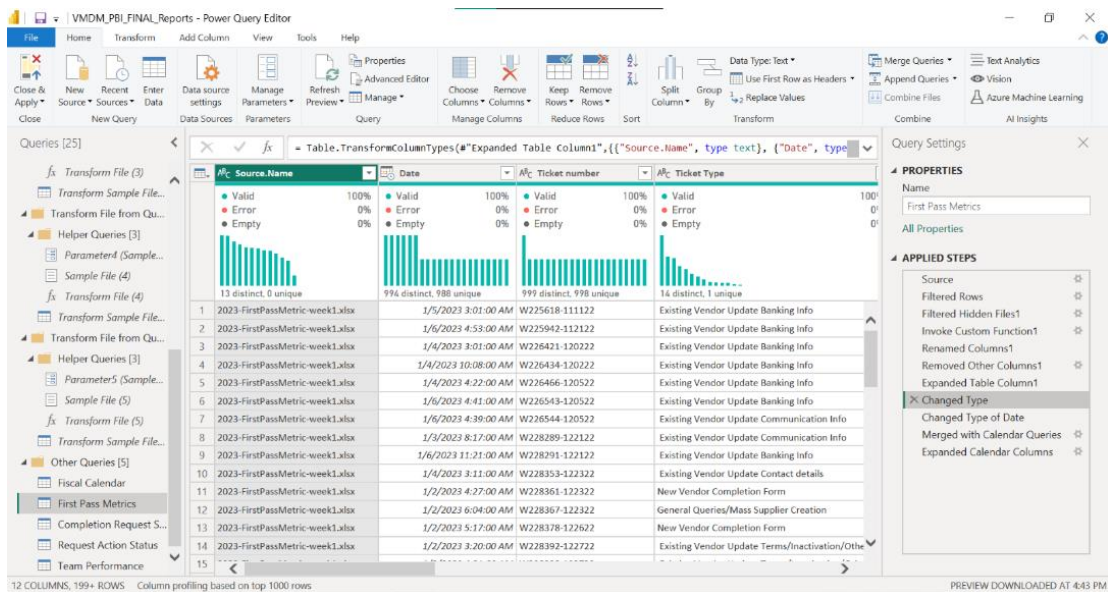 VMDM_PBI_FINAL_Reports - Power Query Editor
File Home Transform Add Column View Tools Help
Close & Apply
New Source
Recent Sources
Enter Data
Data source settings
Manage Parameters
Refresh Preview
Properties
Advanced Editor
Manage
Choose Columns
Remove Columns
Keep Rows
Remove Rows
Split Column
Group By
Data Type: Text
Use First Row as Headers
Replace Values
Merge Queries
Append Queries
Combine Files
Text Analytics
Vision
Azure Machine Learning
Close New Query Data Sources Parameters Query Manage Columns Reduce Rows Sort Transform Combine AI Insights
Queries [25]
fx Transform File (3)
Transform Sample File...
Transform File from Qu...
Helper Queries [3]
Parameter4 (Sample...
Sample File (4)
fx Transform File (4)
Transform Sample File...
Transform File from Qu...
Helper Queries [3]
Parameter5 (Sample...
Sample File (5)
fx Transform File (5)
Transform Sample File...
Other Queries [5]
Fiscal Calendar
First Pass Metrics
Completion Request S...
Request Action Status
Team Performance
fx = Table.TransformColumnTypes(#"Expanded Table Column1",{{"Source.Name", type text}, {"Date", type
Source.Name Date Ticket number Ticket Type
Valid 100% Valid 100% Valid 100% Valid 100%
Error 0% Error 0% Error 0% Error
Empty 0% Empty 0% Empty 0% Empty
13 distinct, 0 unique 994 distinct, 988 unique 999 distinct, 998 unique 14 distinct, 1 unique
1 2023-FirstPassMetric-week1.xlsx 1/5/2023 3:01:00 AM W225618-111122 Existing Vendor Update Banking Info
2 2023-FirstPassMetric-week1.xlsx 1/6/2023 4:53:00 AM W225942-112122 Existing Vendor Update Banking Info
3 2023-FirstPassMetric-week1.xlsx 1/4/2023 3:01:00 AM W226421-120222 Existing Vendor Update Banking Info
4 2023-FirstPassMetric-week1.xlsx 1/4/2023 10:08:00 AM W226434-120222 Existing Vendor Update Banking Info
5 2023-FirstPassMetric-week1.xlsx 1/4/2023 4:22:00 AM W226466-120522 Existing Vendor Update Banking Info
6 2023-FirstPassMetric-week1.xlsx 1/6/2023 4:41:00 AM W226543-120522 Existing Vendor Update Banking Info
7 2023-FirstPassMetric-week1.xlsx 1/6/2023 4:39:00 AM W226544-120522 Existing Vendor Update Communication Info
8 2023-FirstPassMetric-week1.xlsx 1/3/2023 8:17:00 AM W228289-122122 Existing Vendor Update Communication Info
9 2023-FirstPassMetric-week1.xlsx 1/6/2023 11:21:00 AM W228291-122122 Existing Vendor Update Banking Info
10 2023-FirstPassMetric-week1.xlsx 1/4/2023 3:11:00 AM W228353-122322 Existing Vendor Update Contact details
11 2023-FirstPassMetric-week1.xlsx 1/2/2023 4:27:00 AM W228361-122322 New Vendor Completion Form
12 2023-FirstPassMetric-week1.xlsx 1/2/2023 6:04:00 AM W228367-122322 General Queries/Mass Supplier Creation
13 2023-FirstPassMetric-week1.xlsx 1/2/2023 5:17:00 AM W228378-122622 New Vendor Completion Form
14 2023-FirstPassMetric-week1.xlsx 1/2/2023 3:20:00 AM W228392-122722 Existing Vendor Update Terms/Inactivation/Othe
15
Query Settings
PROPERTIES
Name
First Pass Metrics
All Properties
APPLIED STEPS
Source
Filtered Rows
Filtered Hidden Files1
Invoke Custom Function1
Renamed Columns1
Removed Other Columns1
Expanded Table Column1
Changed Type
Changed Type of Date
Merged with Calendar Queries
Expanded Calendar Columns
12 COLUMNS, 199+ ROWS Column profiling based on top 1000 rows
PREVIEW DOWNLOADED AT 4:43 PM